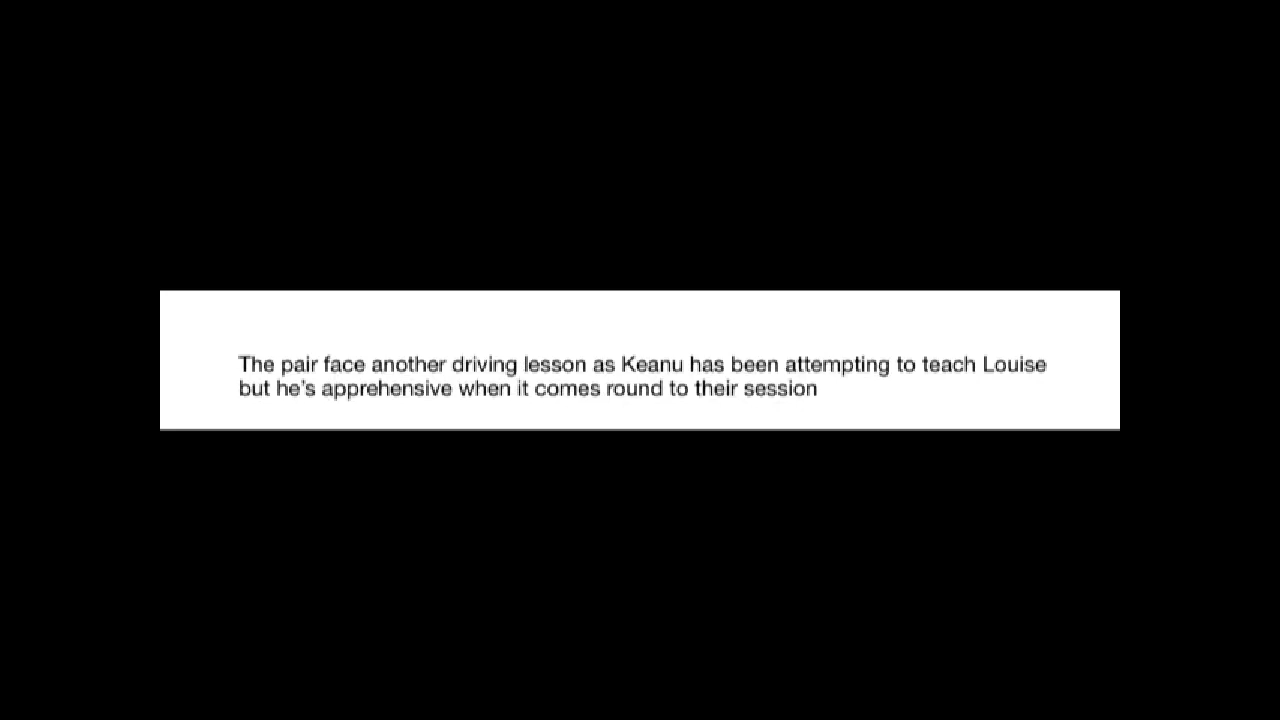 The pair face another driving lesson as Keanu has been attempting to teach Louise
but he's apprehensive when it comes round to their session